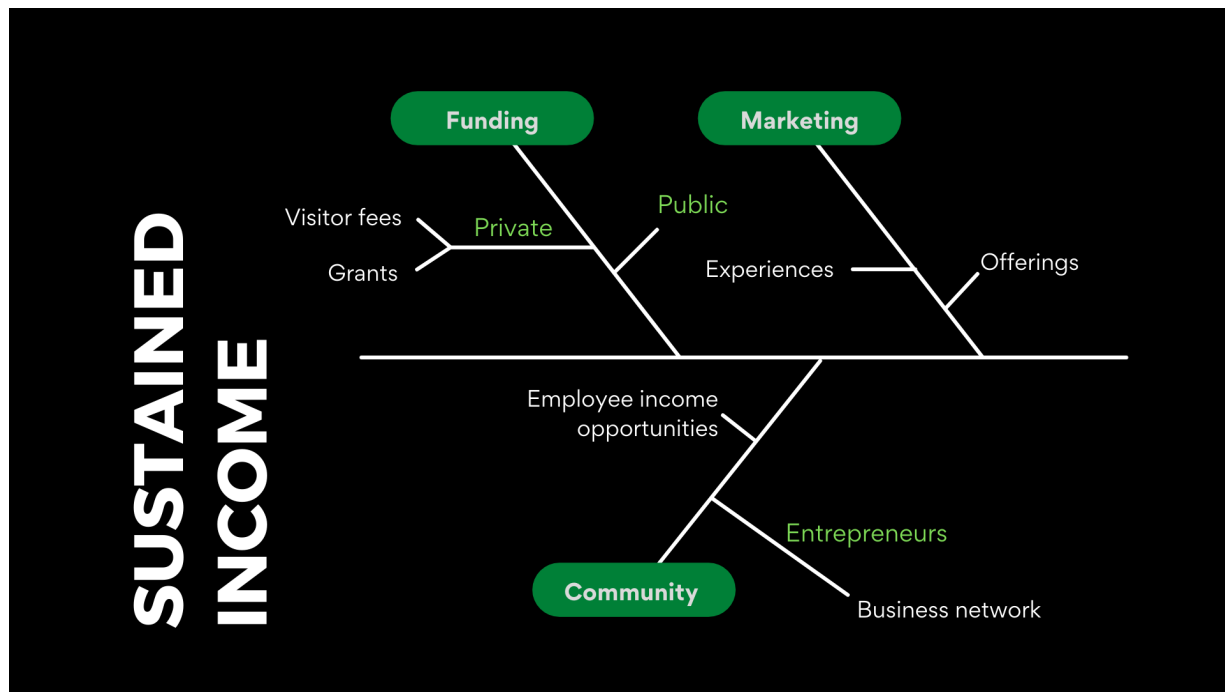 SUSTAINED
INCOME
Funding
Marketing
Visitor fees
Private
Public
Grants
Experiences
Offerings
Employee income
opportunities
Entrepreneurs
Community
Business network